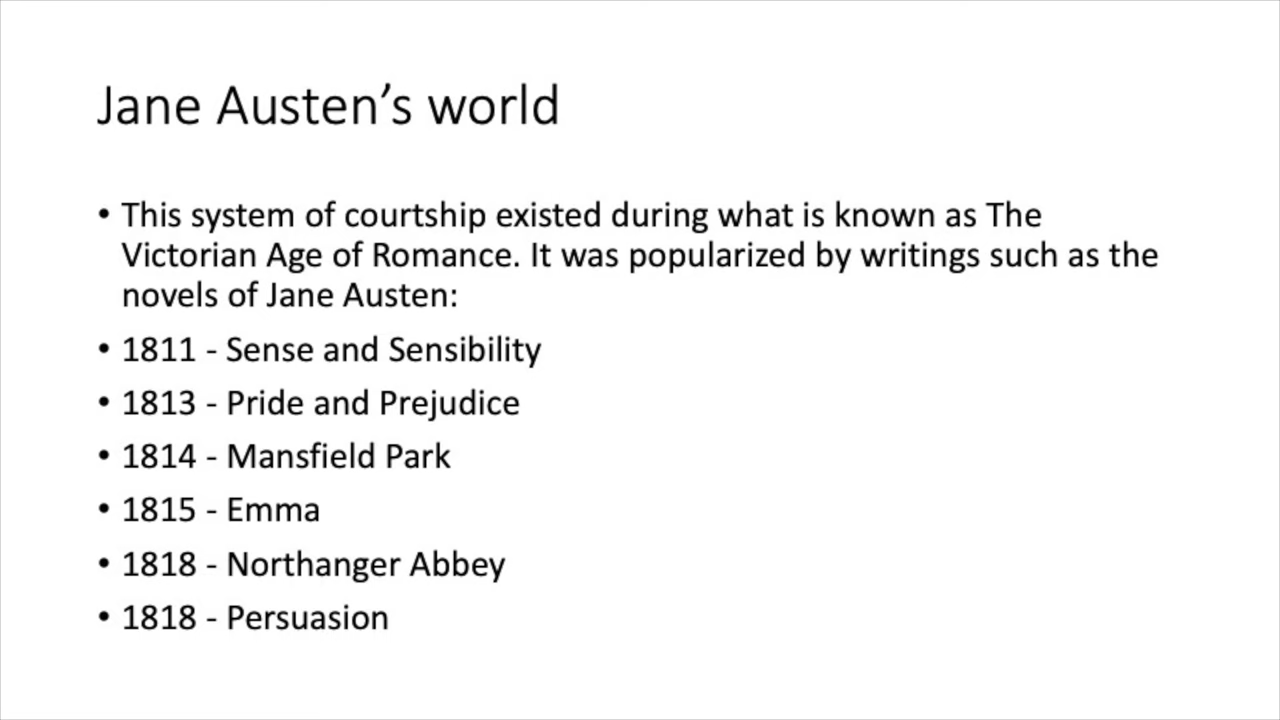 Jane Austen’s world
• This system of courtship existed during what is known as The
Victorian Age of Romance. It was popularized by writings such as the
novels of Jane Austen:
• 1811 - Sense and Sensibility
• 1813 - Pride and Prejudice
• 1814 - Mansfield Park
• 1815 - Emma
• 1818 - Northanger Abbey
• 1818 - Persuasion